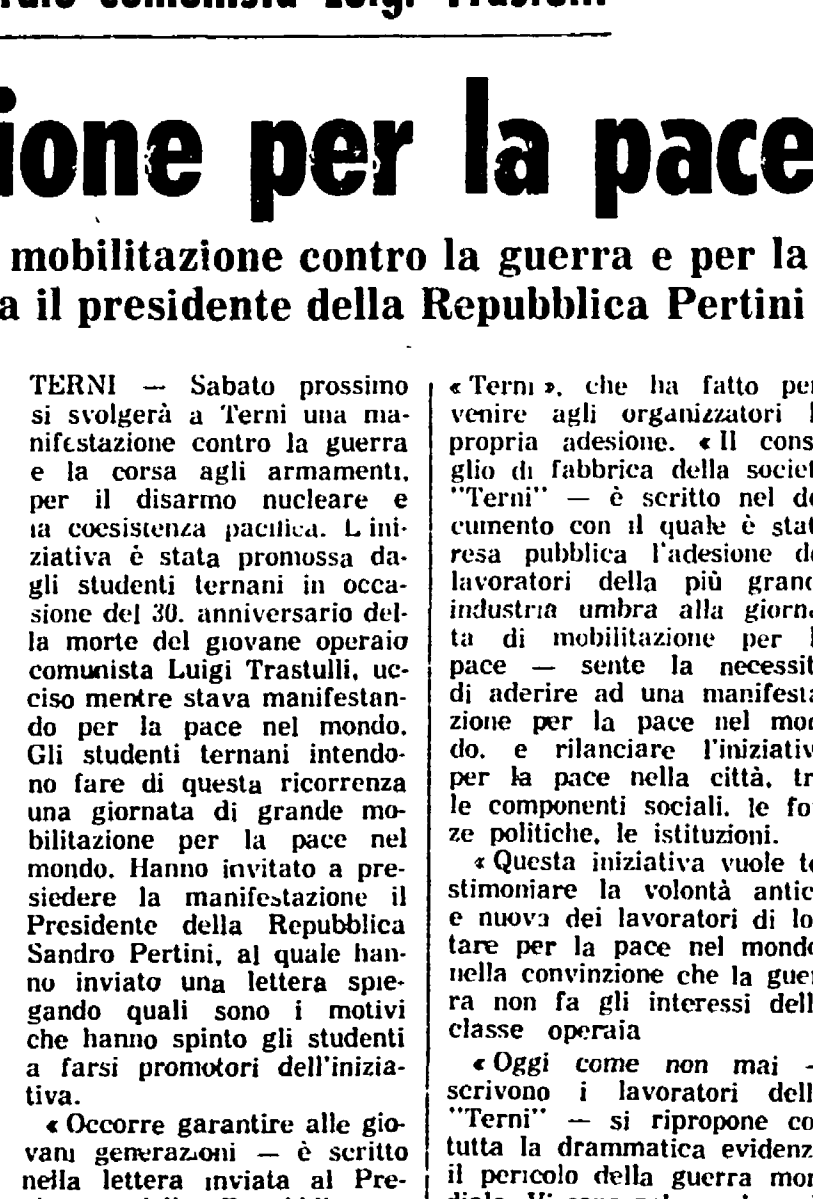 comunista Luigi
ione per la pace
mobilitazione contro la guerra e per la
a il presidente della Repubblica Pertini
TERNI — Sabato prossimo
si svolgerà a Terni una ma-
nifestazione contro la guerra
e la corsa agli armamenti,
per il disarmo nucleare e
la coesistenza pacifica. L'ini-
ziativa è stata promossa da-
gli studenti ternani in occa-
sione del 30. anniversario del-
la morte del giovane operaio
comunista Luigi Trastulli, uc-
ciso mentre stava manifestan-
do per la pace nel mondo.
Gli studenti ternani intendo-
no fare di questa ricorrenza
una giornata di grande mo-
bilitazione per la pace nel
mondo. Hanno invitato a pre-
siedere la manifestazione il
Presidente della Repubblica
Sandro Pertini, al quale han-
no inviato una lettera spie-
gando quali sono i motivi
che hanno spinto gli studenti
a farsi promotori dell'inizia-
tiva.
« Occorre garantire alle gio-
vani generazioni — è scritto
nella lettera inviata al Pre-
« Terni », che ha fatto per
venire agli organizzatori l
propria adesione. « Il cons
glio di fabbrica della societ
"Terni" — è scritto nel do
cumento con il quale è stat
resa pubblica l'adesione de
lavoratori della più grand
industria umbra alla giorna
ta di mobilitazione per l
pace — sente la necessit
di aderire ad una manifesta
zione per la pace nel mon
do, e rilanciare l'iniziativ
per la pace nella città, tr
le componenti sociali, le for
ze politiche, le istituzioni.
« Questa iniziativa vuole te
stimoniare la volontà antic
e nuova dei lavoratori di lo
tare per la pace nel mondo
nella convinzione che la guer
ra non fa gli interessi dell
classe operaia
« Oggi come non mai —
scrivono i lavoratori dell
"Terni" — si ripropone co
tutta la drammatica evidenz
il pericolo della guerra mon